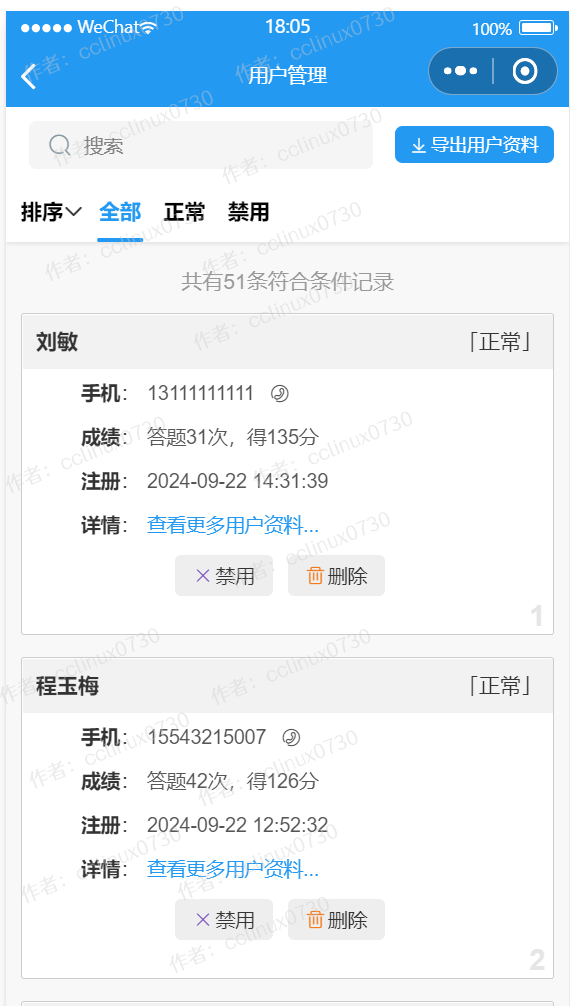 WeChat 18:05 100%
用户管理
搜索 导出用户资料
排序 全部 正常 禁用
共有51条符合条件记录
刘敏 「正常」
手机： 13111111111
成绩： 答题31次，得135分
注册： 2024-09-22 14:31:39
详情： 查看更多用户资料...
禁用 删除
1
程玉梅 「正常」
手机： 15543215007
成绩： 答题42次，得126分
注册： 2024-09-22 12:52:32
详情： 查看更多用户资料...
禁用 删除
2
作者：cclinux0730